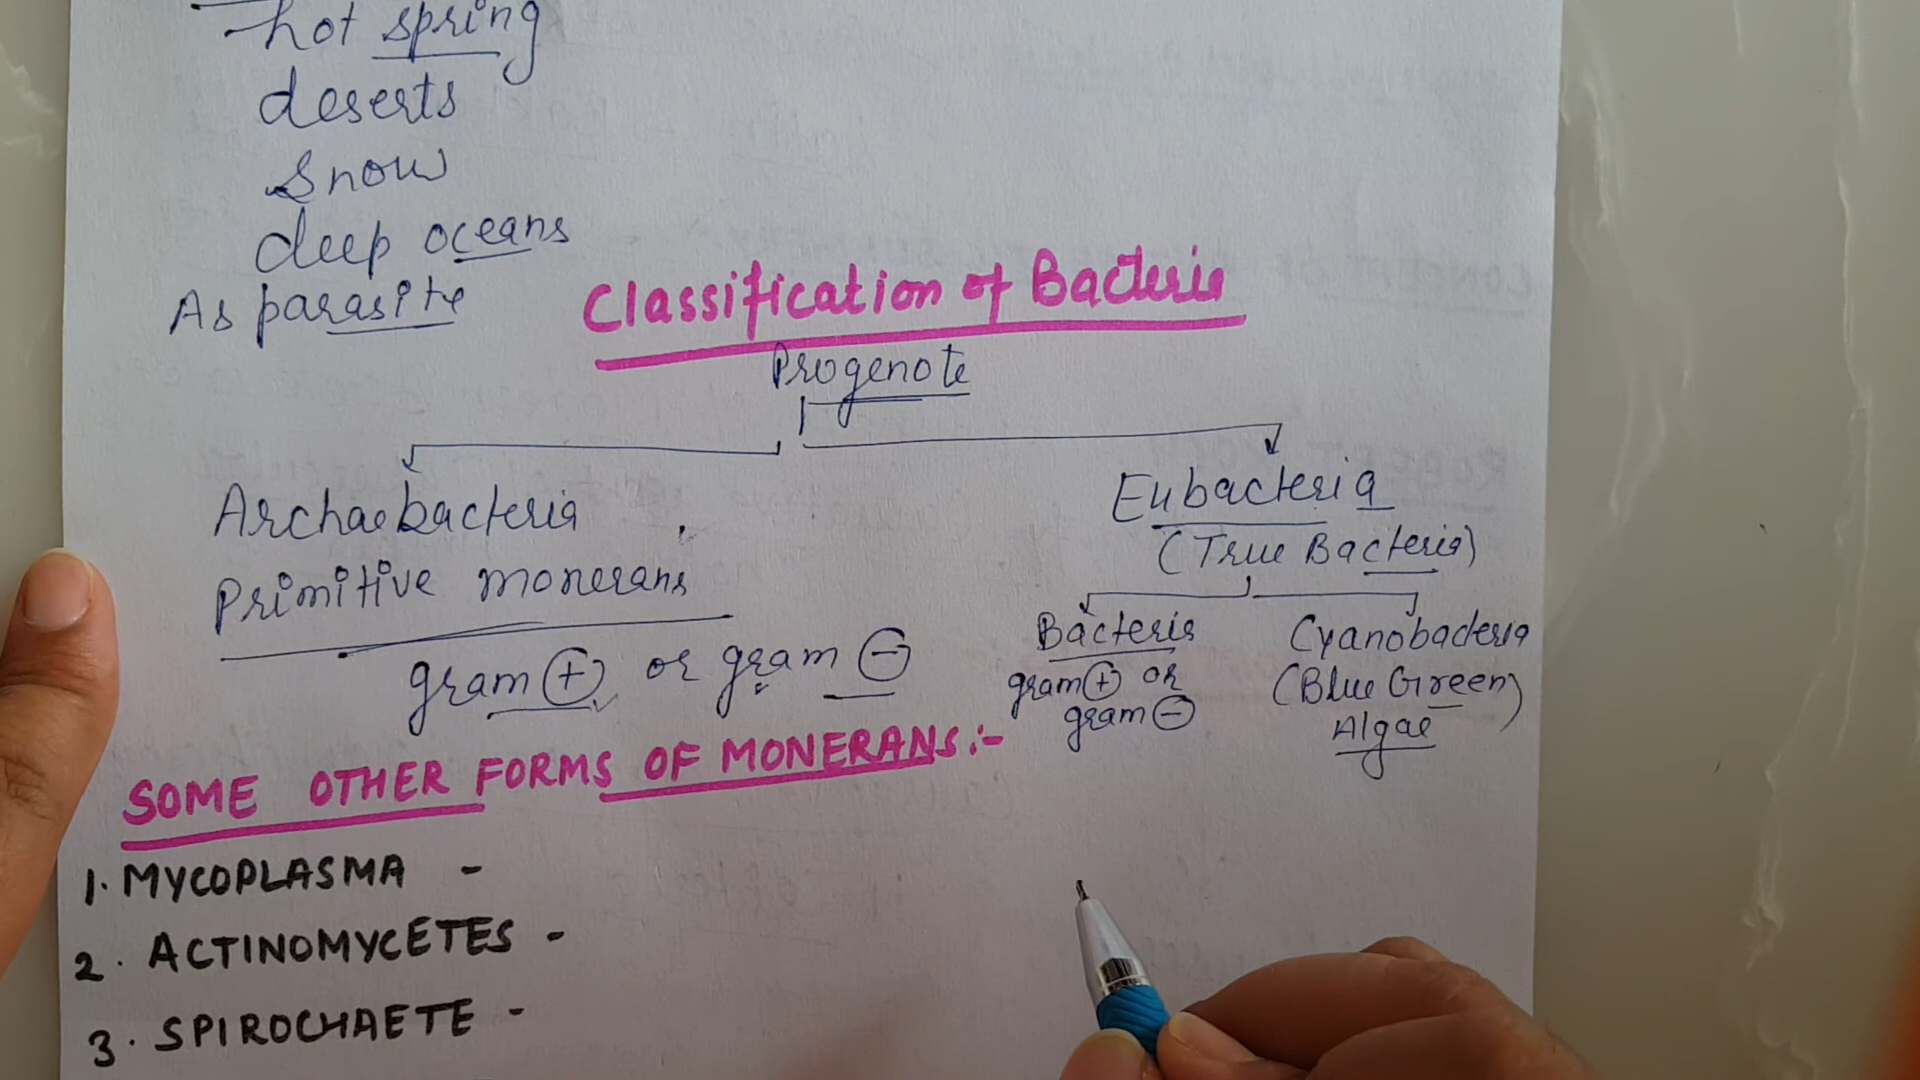 hot spring
deserts
Snow
deep oceans
As parasite
Classification of Bacteria
Progenote
Archaebacteria
Primitive monerans
gram ⊕ or gram ⊖
Eubacteria
(True Bacteria)
Bacteria
gram ⊕ or
gram ⊖
Cyanobacteria
(Blue Green)
Algae
SOME OTHER FORMS OF MONERANS:-
1. MYCOPLASMA -
2. ACTINOMYCETES -
3. SPIROCHAETE -